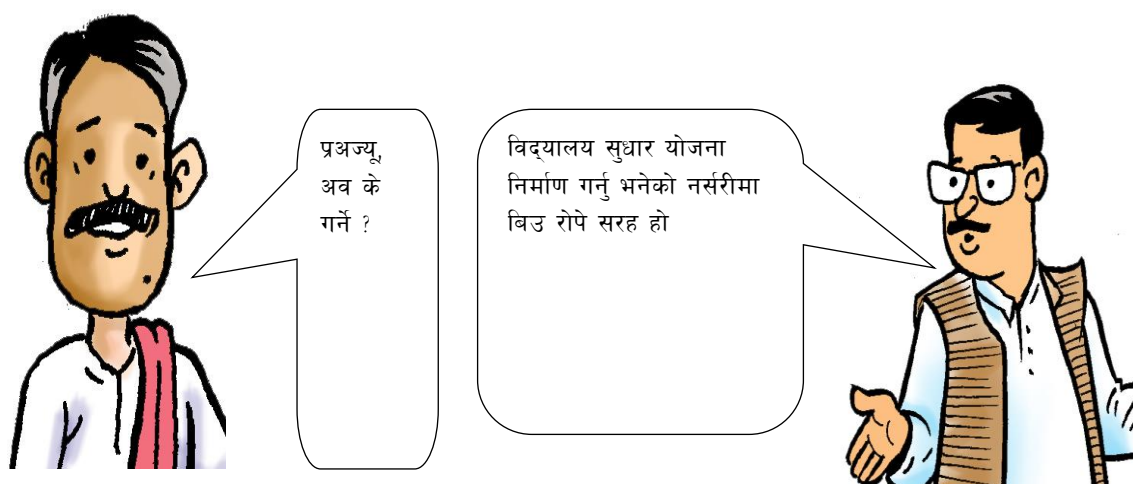 प्रअज्यू,
अव के
गर्ने ?
विद्‌यालय सुधार योजना
निर्माण गर्नु भनेको नर्सरीमा
बिउ रोपे सरह हो